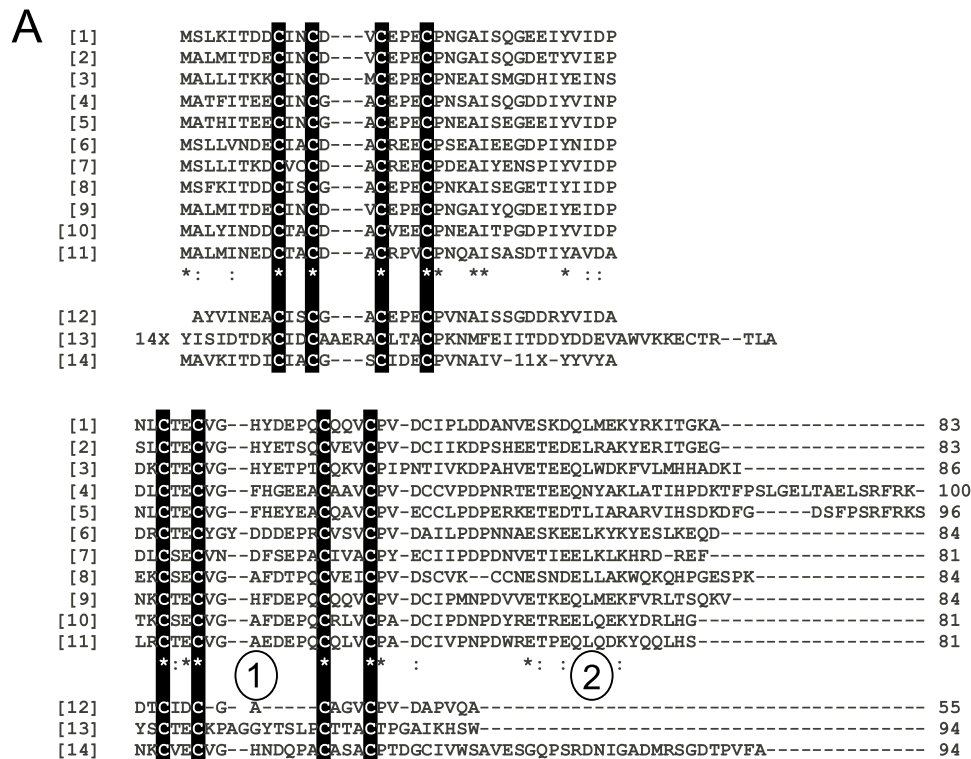 A
[1] MSLKITDDCINCD---VCEPECPNGAISQGEEIYVIDP
[2] MALMITDECINCD---VCEPECPNGAISQGDETYVIEP
[3] MALLITKKCINCD---MCEPECPNEAISMGDHIYEINS
[4] MATFITEECINCG---ACEPECPNSAISQGDDIYVINP
[5] MATHITEECINCG---ACEPECPNEAISEGEEIYVIDP
[6] MSLLVNDECIACD---ACREECPSEAIEEGDPIYNIDP
[7] MSLLITKDCVCCD---ACREECPDEAIYENSPIYVIDP
[8] MSFKITDDCISCG---ACEPECPNKAISEGETIYIIDP
[9] MALMITDECINCD---VCEPECPNGAIYQGDEIYEIDP
[10] MALYINDDCTACD---ACVEECPNEAITPGDPIYVIDP
[11] MALMINEDCTACD---ACRPVCPNQAISASDTIYAVDA
*: : * * * ** ** * ::
[12] AYVINEACISCG---ACEPECPVNAISSGDDRYVIDA
[13] 14X YISIDTDKCIDCAAERACLTACPKNMFEIITDDYDDEVAWVKKECTR--TLA
[14] MAVKITDICIACG---SCIDECPVNAIV-11X-YYVYA
[1] NLCTECVG--HYDEPQCQQVCPV-DCIPLDDANVESKDQLMEKYRKITGKA------------------ 83
[2] SLCTECVG--HYETSQCVEVCPV-DCIIKDPSHEETEDELRAKYERITGEG------------------ 83
[3] DKCTECVG--HYETPTCQKVCPIPNTIVKDPAHVETEEQLWDKFVLMHHADKI---------------- 86
[4] DLCTECVG--FHGEEACAAVCPV-DCCVPDPNRTETEEQNYAKLATIHPDKTFPSLGELTAELSRFRK- 100
[5] NLCTECVG--FHEYEACQAVCPV-ECCLPDPERKETEDTLIARARVIHSDKDFG-----DSFPSRFRKS 96
[6] DRCTECYGY-DDDEPRCVSVCPV-DAILPDPNNAESKEELKYKYESLKEQD------------------ 84
[7] DLCSECVN--DFSEPACIVACPY-ECIIPDPDNVETIEELKLKHRD-REF------------------- 81
[8] EKCSECVG--AFDTPQCVEICPV-DSCVK--CCNESNDELLAKWQKQHPGESPK--------------- 84
[9] NKCTECVG--HFDEPQCQQVCPV-DCIPMNPDVVETKEQLMEKFVRLTSQKV----------------- 84
[10] TKCSECVG--AFDEPQCRLVCPA-DCIPDNPDYRETREELQEKYDRLHG-------------------- 81
[11] LRCTECVG--AEDEPQCQLVCPA-DCIVPNPDWRETPEQLQDKYQQLHS-------------------- 81
*:** * ** : *: : : :
1 2
[12] DTCIDC-G- A-----CAGVCPV-DAPVQA--------------------------------------- 55
[13] YSCTECKPAGGYTSLPCTTACTPGAIKHSW--------------------------------------- 94
[14] NKCVECVG--HNDQPACASACPTDGCIVWSAVESGQPSRDNIGADMRSGDTPVFA-------------- 94